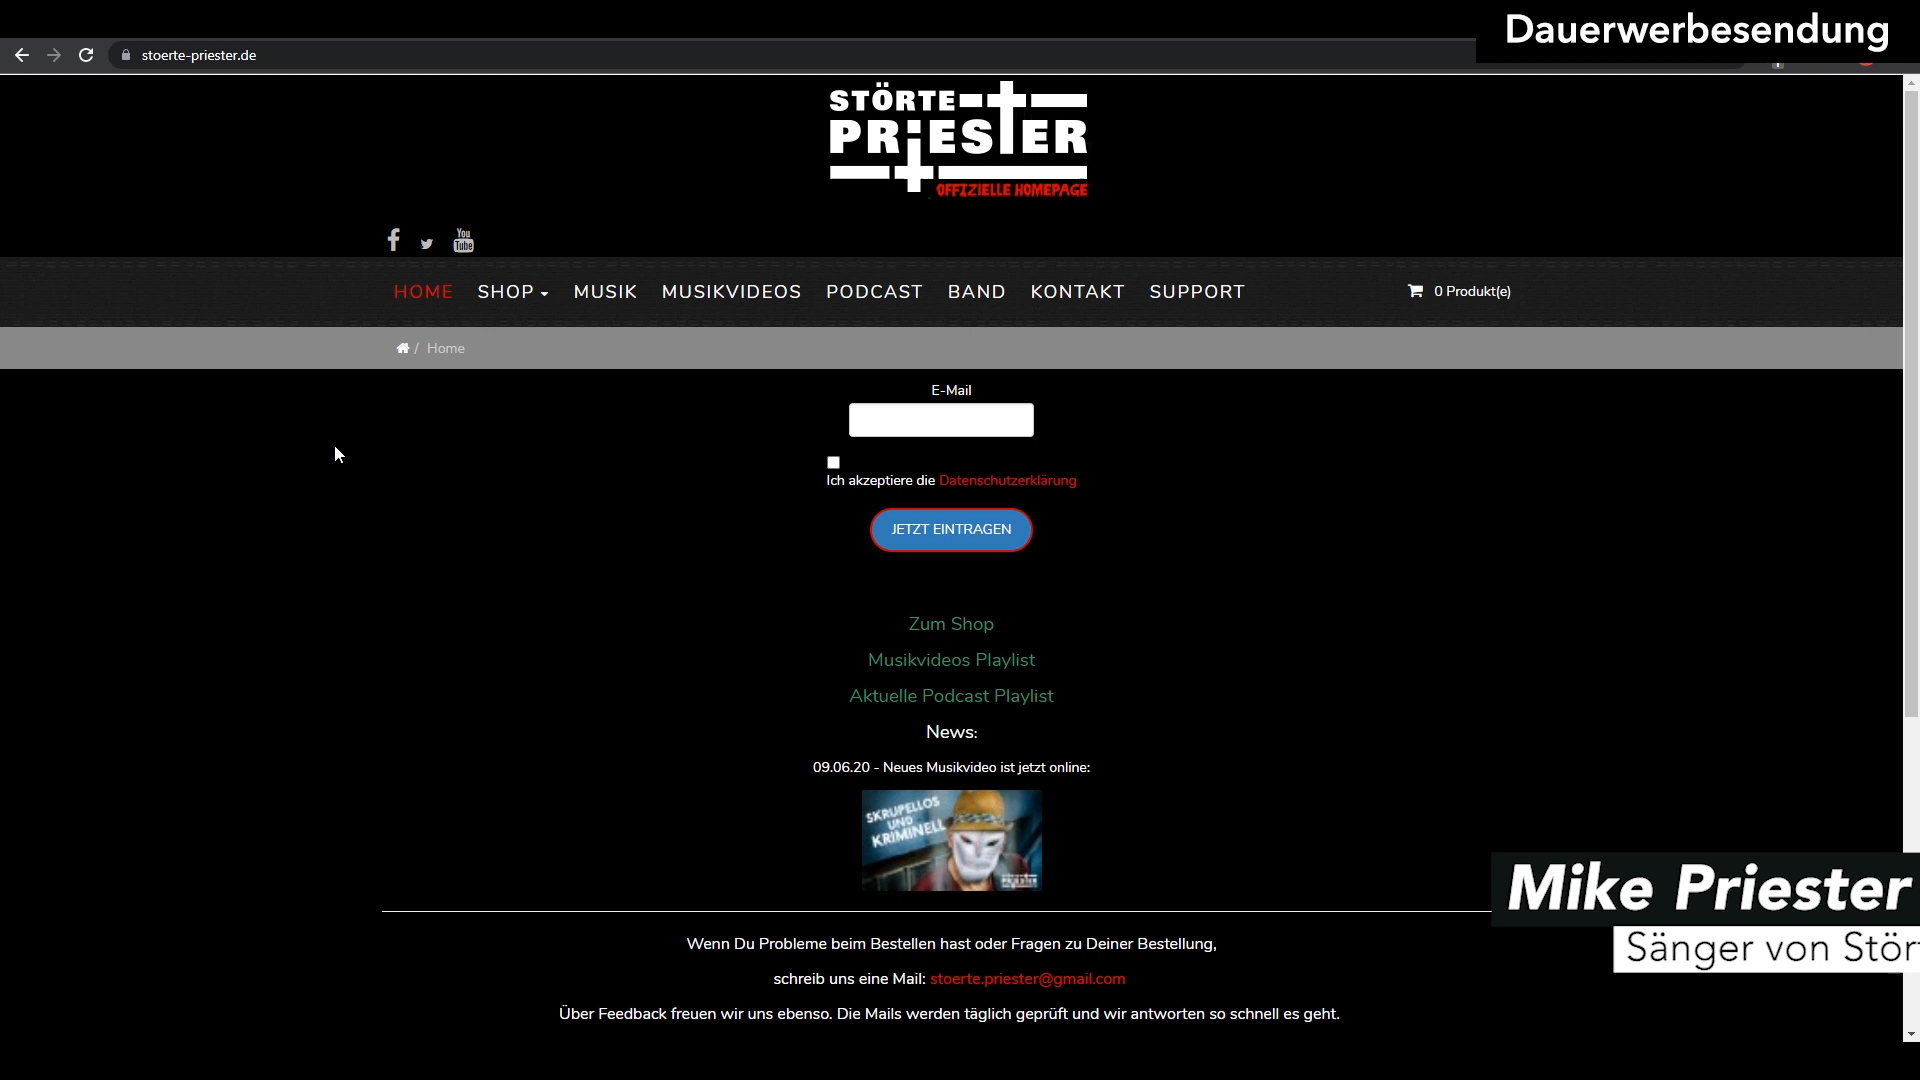 Dauerwerbesendung
stoerte-priester.de
STÖRTE
PRIESTER
OFFIZIELLE HOMEPAGE
You
Tube
HOME SHOP MUSIK MUSIKVIDEOS PODCAST BAND KONTAKT SUPPORT 0 Produkt(e)
/ Home
E-Mail
Ich akzeptiere die Datenschutzerklärung
JETZT EINTRAGEN
Zum Shop
Musikvideos Playlist
Aktuelle Podcast Playlist
News:
09.06.20 - Neues Musikvideo ist jetzt online:
SKRUPELLOS
UND
KRIMINELL
PRIESTER
Mike Priester
Sänger von Stört
Wenn Du Probleme beim Bestellen hast oder Fragen zu Deiner Bestellung,
schreib uns eine Mail: stoerte.priester@gmail.com
Über Feedback freuen wir uns ebenso. Die Mails werden täglich geprüft und wir antworten so schnell es geht.